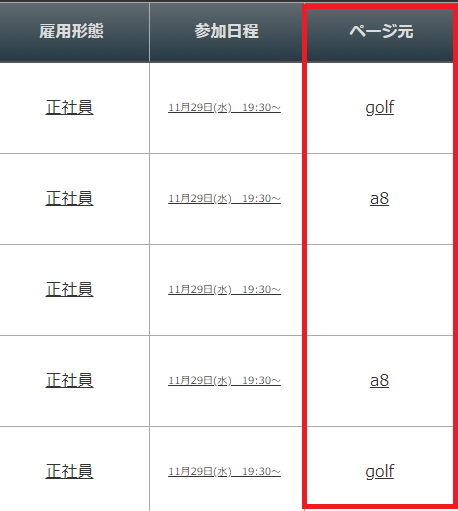 雇用形態 参加日程 ページ元
正社員 11月29日(水) 19:30～ golf
正社員 11月29日(水) 19:30～ a8
正社員 11月29日(水) 19:30～
正社員 11月29日(水) 19:30～ a8
正社員 11月29日(水) 19:30～ golf